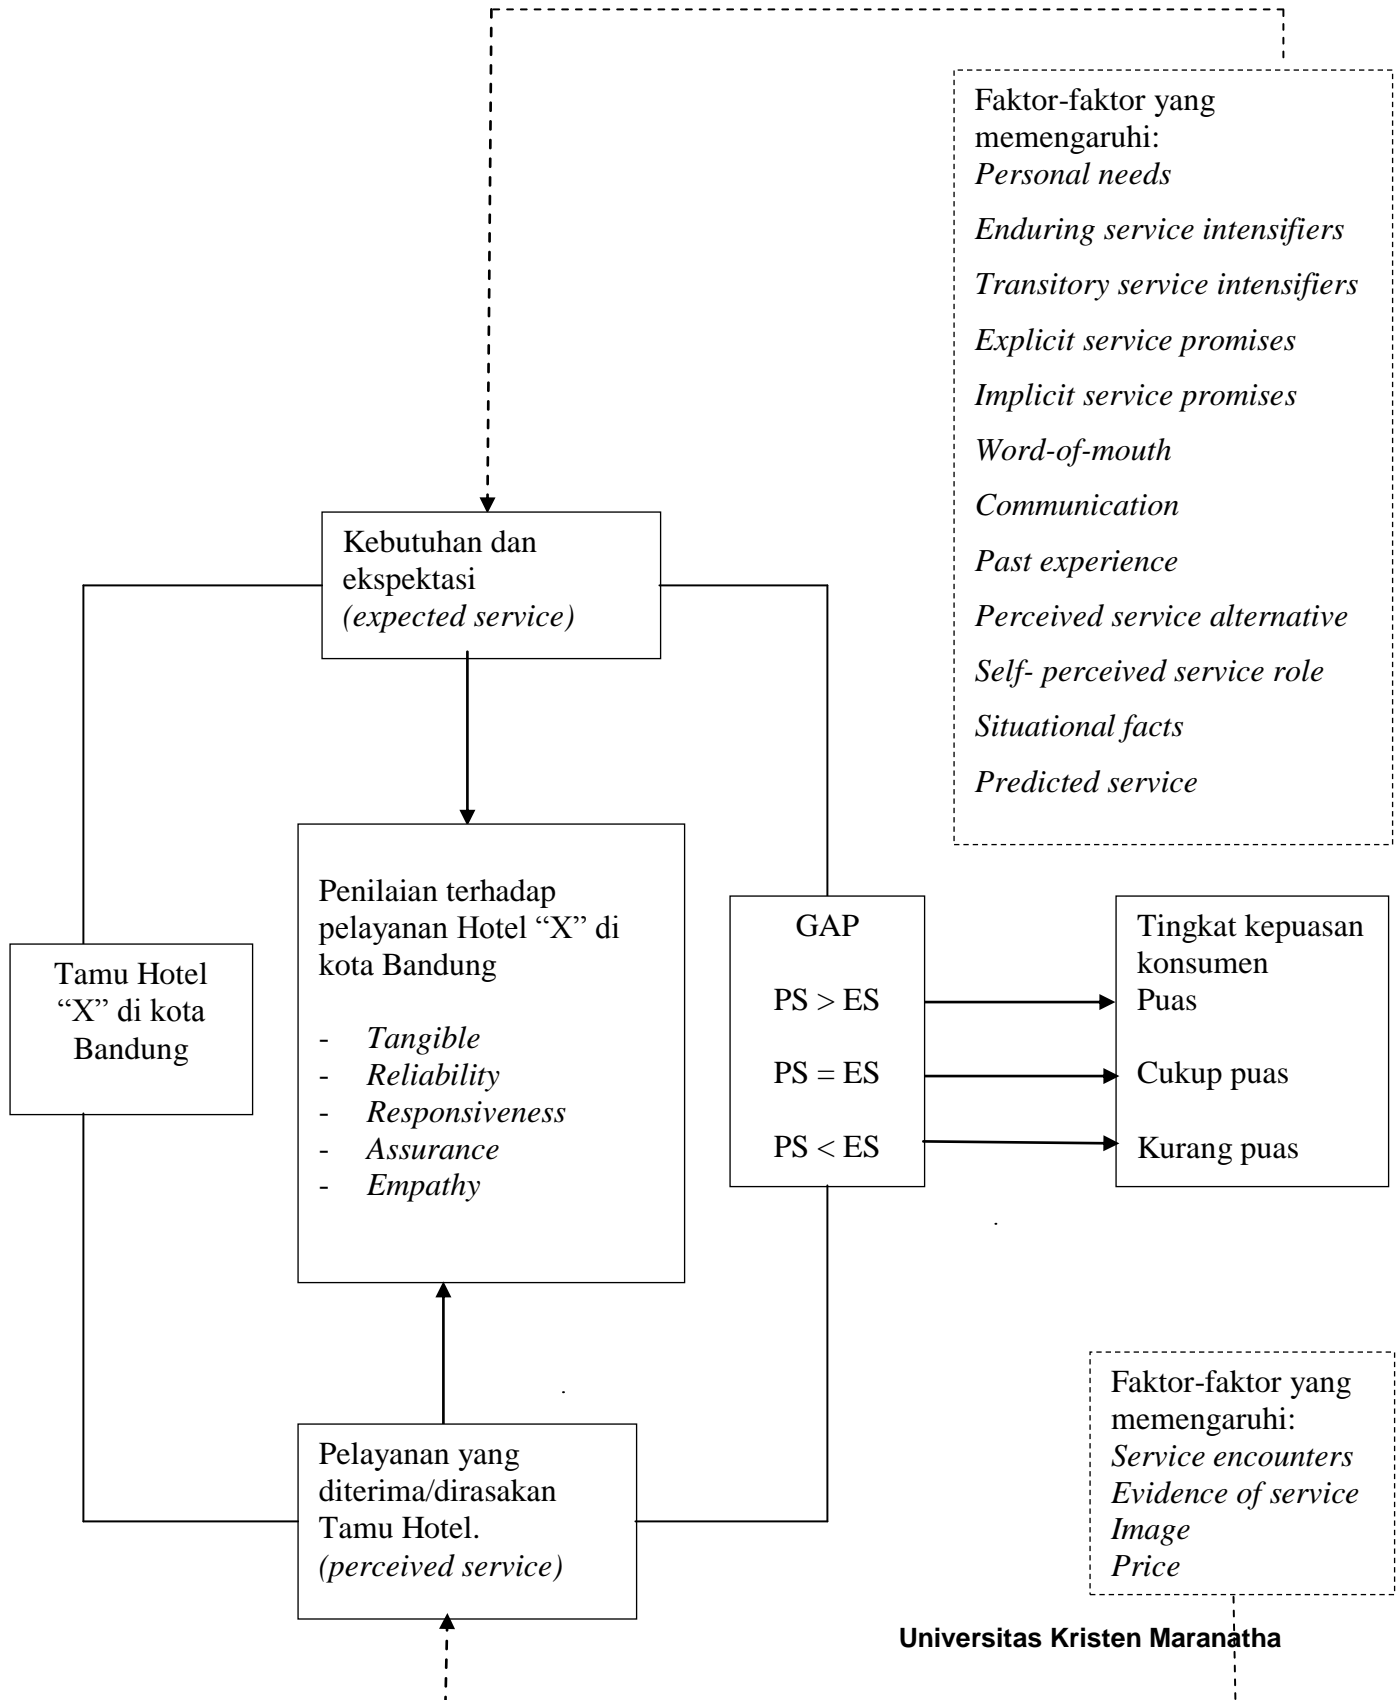 Faktor-faktor yang
memengaruhi:
Personal needs
Enduring service intensifiers
Transitory service intensifiers
Explicit service promises
Implicit service promises
Word-of-mouth
Communication
Past experience
Perceived service alternative
Self- perceived service role
Situational facts
Predicted service
Kebutuhan dan
ekspektasi
(expected service)
Tamu Hotel
“X” di kota
Bandung
Penilaian terhadap
pelayanan Hotel “X” di
kota Bandung
- Tangible
- Reliability
- Responsiveness
- Assurance
- Empathy
GAP
PS > ES
PS = ES
PS < ES
Tingkat kepuasan
konsumen
Puas
Cukup puas
Kurang puas
Pelayanan yang
diterima/dirasakan
Tamu Hotel.
(perceived service)
Faktor-faktor yang
memengaruhi:
Service encounters
Evidence of service
Image
Price
Universitas Kristen Maranatha